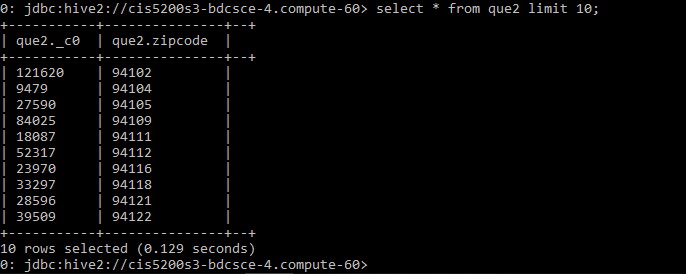 0: jdbc:hive2://cis5200s3-bdcsce-4.compute-60> select * from que2 limit 10;
+-----------+---------------+--+
| que2._c0  | que2.zipcode  |
+-----------+---------------+--+
| 121620    | 94102         |
| 9479      | 94104         |
| 27590     | 94105         |
| 84025     | 94109         |
| 18087     | 94111         |
| 52317     | 94112         |
| 23970     | 94116         |
| 33297     | 94118         |
| 28596     | 94121         |
| 39509     | 94122         |
+-----------+---------------+--+
10 rows selected (0.129 seconds)
0: jdbc:hive2://cis5200s3-bdcsce-4.compute-60>